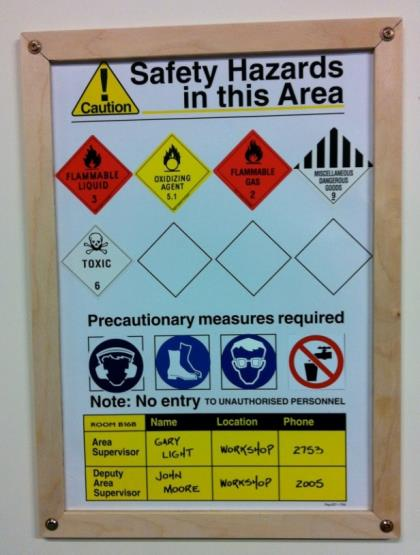 Safety Hazards
Caution
in this Area
FLAMMABLE LIQUID 3
OXIDIZING AGENT 5.1
FLAMMABLE GAS 2
MISCELLANEOUS DANGEROUS GOODS 9
TOXIC 6
Precautionary measures required
Note: No entry TO UNAUTHORISED PERSONNEL
ROOM B16B Name Location Phone
Area Supervisor GARY LIGHT WORKSHOP 2753
Deputy Area Supervisor JOHN MOORE WORKSHOP 2005